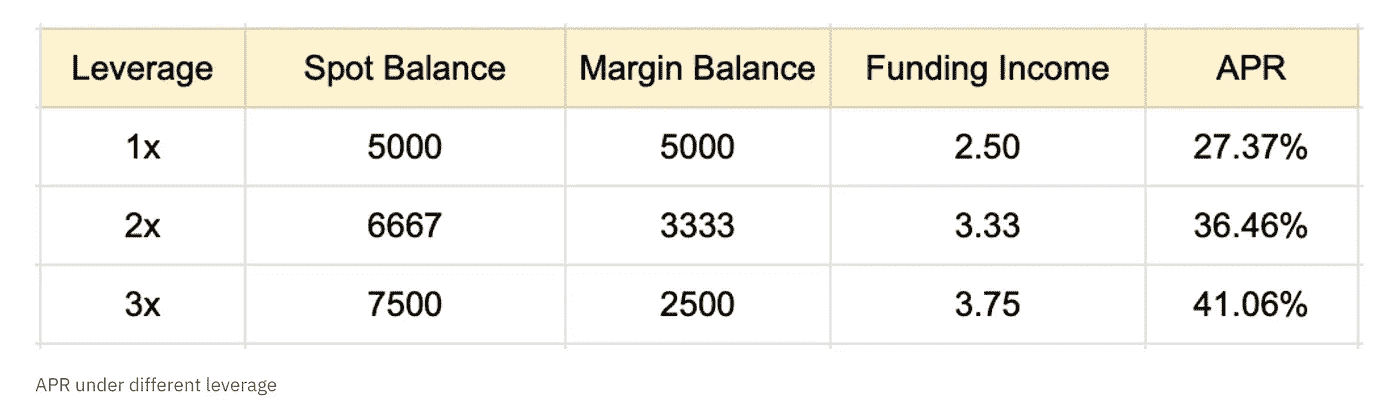 Leverage Spot Balance Margin Balance Funding Income APR
1x 5000 5000 2.50 27.37%
2x 6667 3333 3.33 36.46%
3x 7500 2500 3.75 41.06%
APR under different leverage